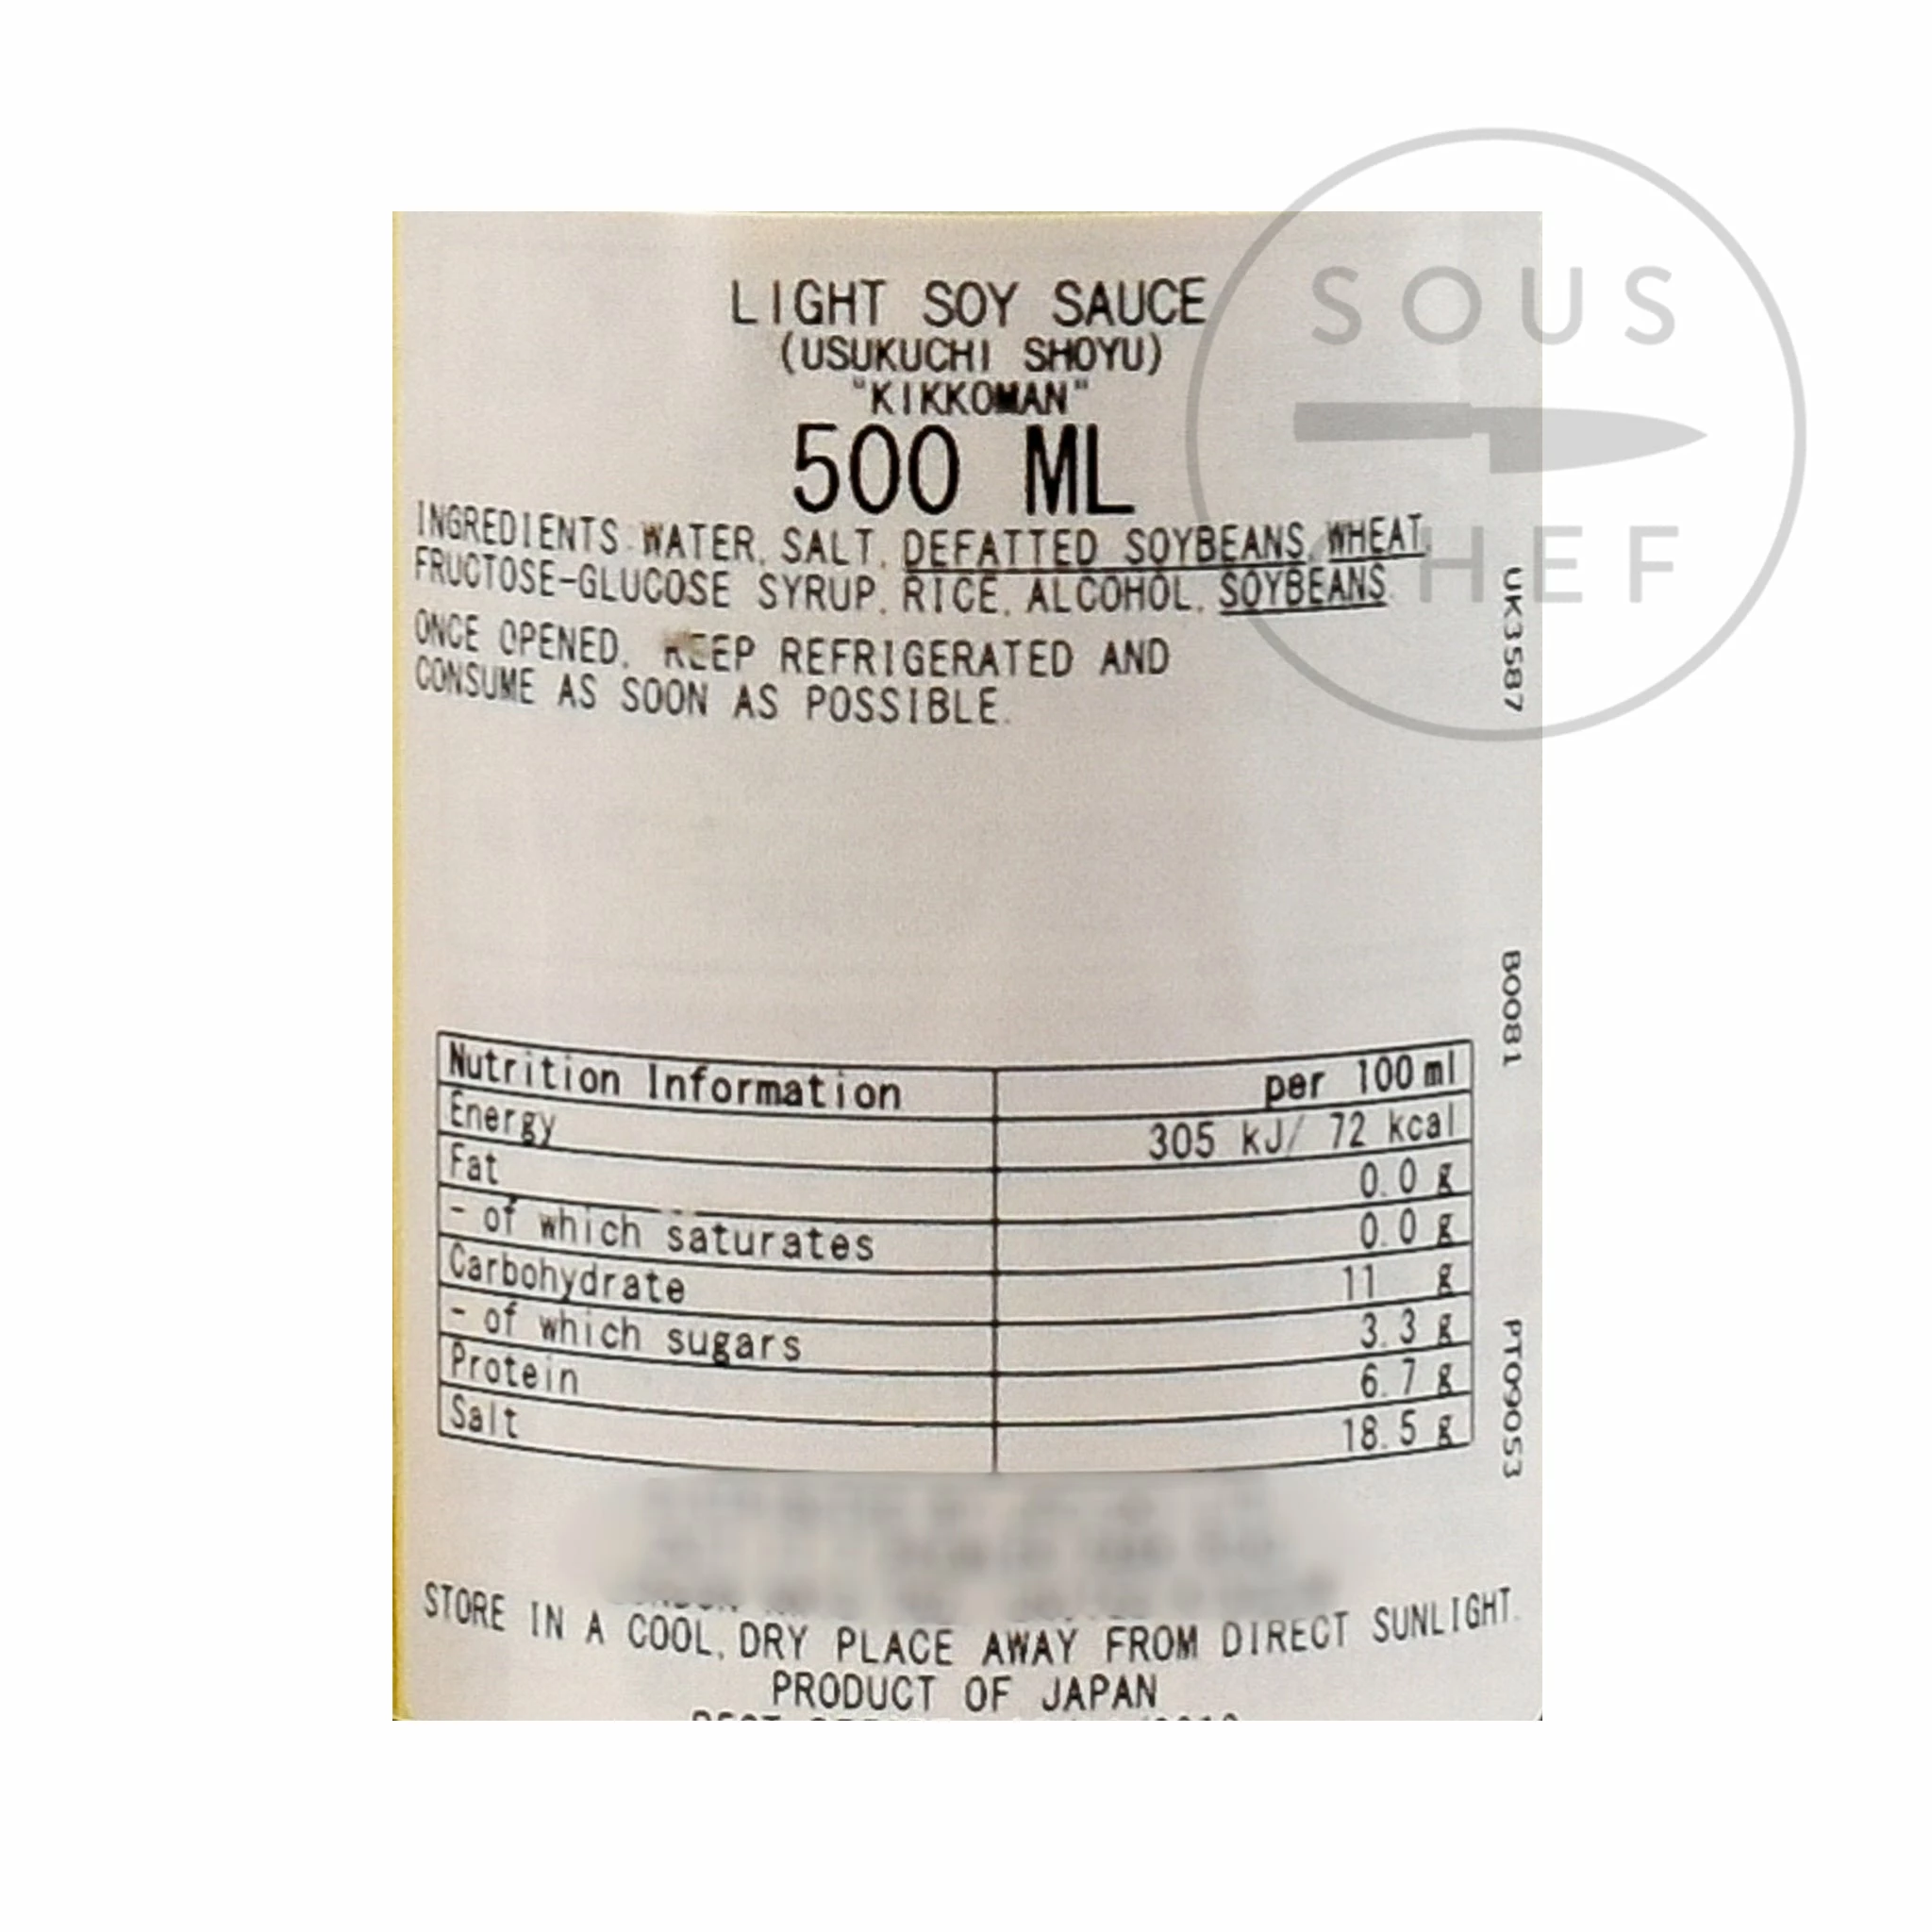 SOUS
CHEF
LIGHT SOY SAUCE
(USUKUCHI SHOYU)
"KIKKOMAN"
500 ML
INGREDIENTS: WATER, SALT, DEFATTED SOYBEANS, WHEAT,
FRUCTOSE-GLUCOSE SYRUP, RICE, ALCOHOL, SOYBEANS.
ONCE OPENED, KEEP REFRIGERATED AND
CONSUME AS SOON AS POSSIBLE.
UK3587
B0081
PT09053
Nutrition Information per 100ml
Energy 305 kJ/ 72 kcal
Fat 0.0 g
- of which saturates 0.0 g
Carbohydrate 11 g
- of which sugars 3.3 g
Protein 6.7 g
Salt 18.5 g
STORE IN A COOL, DRY PLACE AWAY FROM DIRECT SUNLIGHT.
PRODUCT OF JAPAN